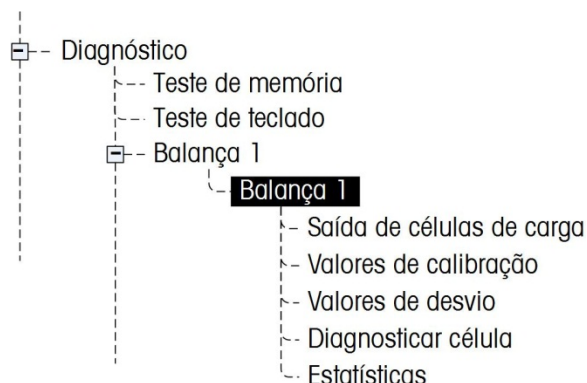 Diagnóstico
Teste de memória
Teste de teclado
Balança 1
Balança 1
Saída de células de carga
Valores de calibração
Valores de desvio
Diagnosticar célula
Estatísticas